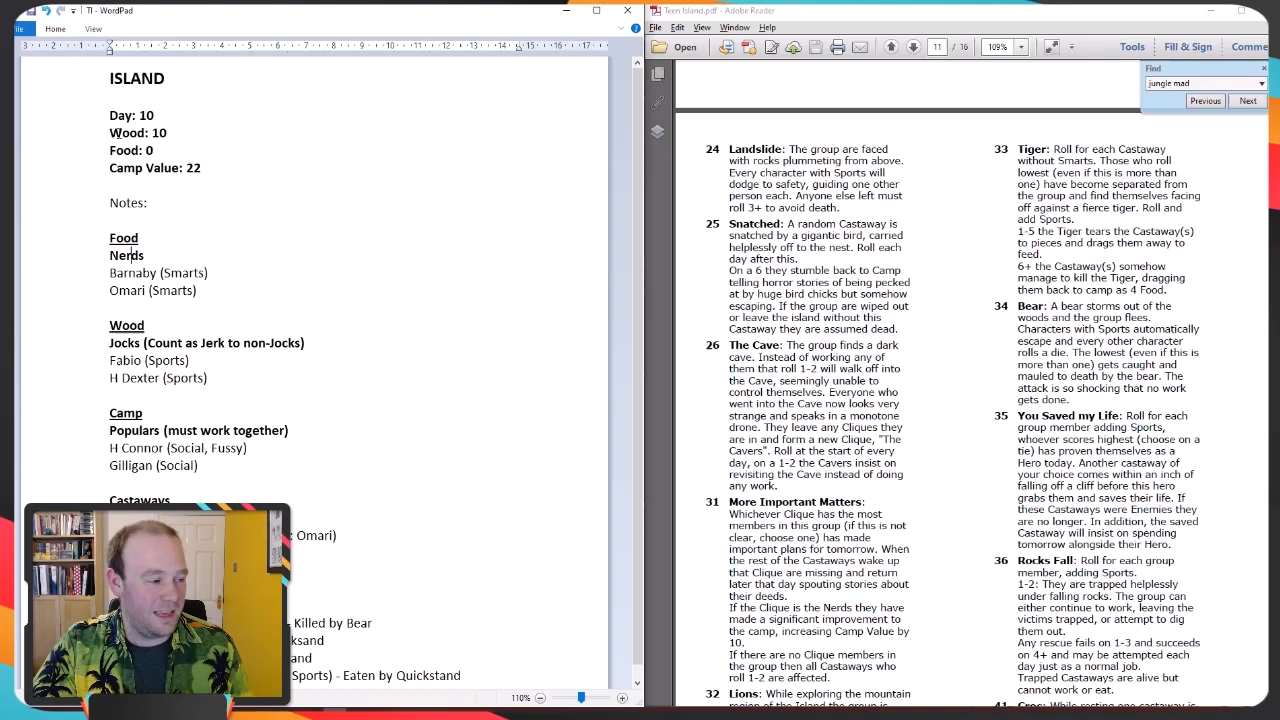 TI - WordPad
Teen Island.pdf - Adobe Reader
File
Home
View
File Edit View Window Help
Open
11 / 16
109%
Tools
Fill & Sign
Comme
Find
jungle mad
Previous
Next
3 2 1 1 2 3 4 5 6 7 8 9 10 11 12 13 14 15 16 17
ISLAND
Day: 10
Wood: 10
Food: 0
Camp Value: 22
Notes:
Food
Nerds
Barnaby (Smarts)
Omari (Smarts)
Wood
Jocks (Count as Jerk to non-Jocks)
Fabio (Sports)
H Dexter (Sports)
Camp
Populars (must work together)
H Connor (Social, Fussy)
Gilligan (Social)
Castaways
: Omari)
- Killed by Bear
ksand
and
Sports) - Eaten by Quickstand
110%
24 Landslide: The group are faced
with rocks plummeting from above.
Every character with Sports will
dodge to safety, guiding one other
person each. Anyone else left must
roll 3+ to avoid death.
25 Snatched: A random Castaway is
snatched by a gigantic bird, carried
helplessly off to the nest. Roll each
day after this.
On a 6 they stumble back to Camp
telling horror stories of being pecked
at by huge bird chicks but somehow
escaping. If the group are wiped out
or leave the island without this
Castaway they are assumed dead.
26 The Cave: The group finds a dark
cave. Instead of working any of
them that roll 1-2 will walk off into
the Cave, seemingly unable to
control themselves. Everyone who
went into the Cave now looks very
strange and speaks in a monotone
drone. They leave any Cliques they
are in and form a new Clique, "The
Cavers". Roll at the start of every
day, on a 1-2 the Cavers insist on
revisiting the Cave instead of doing
any work.
31 More Important Matters:
Whichever Clique has the most
members in this group (if this is not
clear, choose one) has made
important plans for tomorrow. When
the rest of the Castaways wake up
that Clique are missing and return
later that day spouting stories about
their deeds.
If the Clique is the Nerds they have
made a significant improvement to
the camp, increasing Camp Value by
10.
If there are no Clique members in
the group then all Castaways who
roll 1-2 are affected.
32 Lions: While exploring the mountain
region of the Island the group is
33 Tiger: Roll for each Castaway
without Smarts. Those who roll
lowest (even if this is more than
one) have become separated from
the group and find themselves facing
off against a fierce tiger. Roll and
add Sports.
1-5 the Tiger tears the Castaway(s)
to pieces and drags them away to
feed.
6+ the Castaway(s) somehow
manage to kill the Tiger, dragging
them back to camp as 4 Food.
34 Bear: A bear storms out of the
woods and the group flees.
Characters with Sports automatically
escape and every other character
rolls a die. The lowest (even if this is
more than one) gets caught and
mauled to death by the bear. The
attack is so shocking that no work
gets done.
35 You Saved my Life: Roll for each
group member adding Sports,
whoever scores highest (choose on a
tie) has proven themselves as a
Hero today. Another castaway of
your choice comes within an inch of
falling off a cliff before this hero
grabs them and saves their life. If
these Castaways were Enemies they
are no longer. In addition, the saved
Castaway will insist on spending
tomorrow alongside their Hero.
36 Rocks Fall: Roll for each group
member, adding Sports.
1-2: They are trapped helplessly
under falling rocks. The group can
either continue to work, leaving the
victims trapped, or attempt to dig
them out.
Any rescue fails on 1-3 and succeeds
on 4+ and may be attempted each
day just as a normal job.
Trapped Castaways are alive but
cannot work or eat.
41 Croc: While resting one castaway is